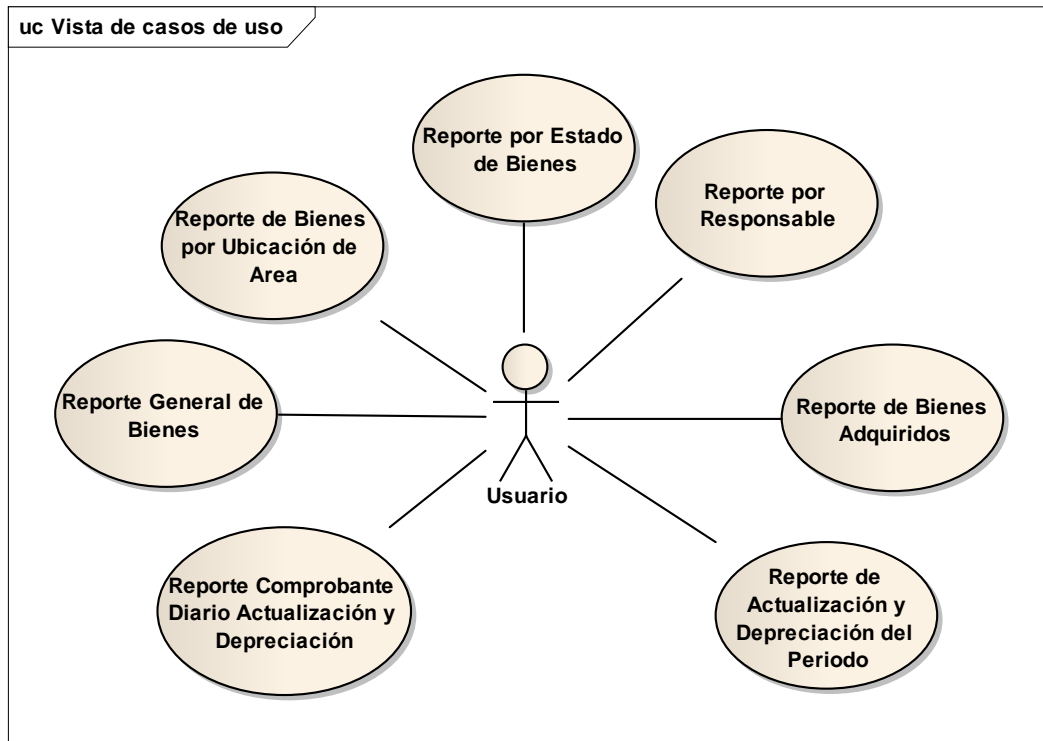 uc Vista de casos de uso
Reporte por Estado
de Bienes
Reporte por
Responsable
Reporte de Bienes
por Ubicación de
Area
Reporte General de
Bienes
Reporte de Bienes
Adquiridos
Usuario
Reporte Comprobante
Diario Actualización y
Depreciación
Reporte de
Actualización y
Depreciación del
Periodo